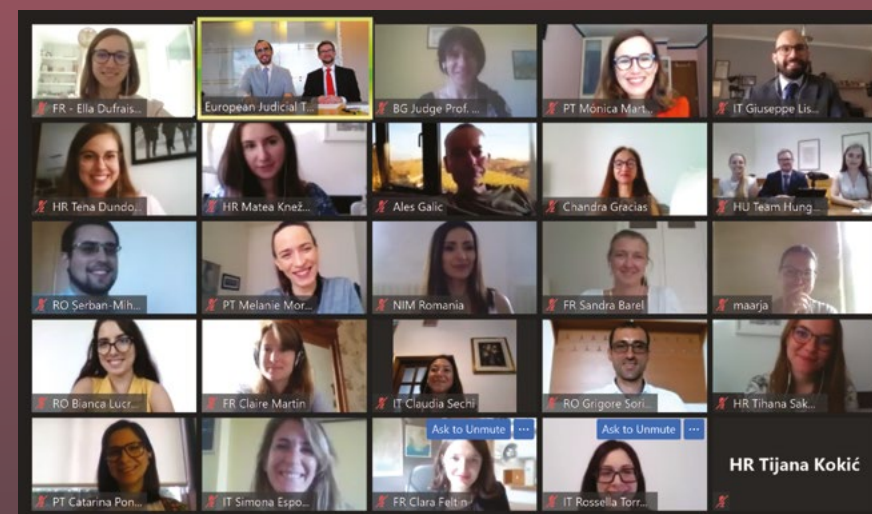 FR - Ella Dufrais...
European Judicial T...
BG Judge Prof. ...
PT Mónica Mart...
IT Giuseppe Lis...
HR Tena Dundo...
HR Matea Knež...
Ales Galic
Chandra Gracias
HU Team Hung...
RO Șerban-Mih...
PT Melanie Mor...
NIM Romania
FR Sandra Barel
maarja
RO Bianca Lucr...
FR Claire Martin
IT Claudia Sechi
RO Grigore Sori...
HR Tihana Sak...
Ask to Unmute ...
Ask to Unmute ...
PT Catarina Pon...
IT Simona Espo...
FR Clara Feltin
IT Rossella Torr...
HR Tijana Kokić